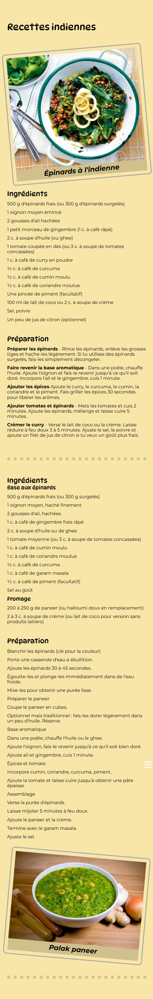 Recettes indiennes
Épinards à l'indienne
Ingrédients
500 g d'épinards frais (ou 300 g d'épinards surgelés)
1 oignon moyen émincé
2 gousses d'ail hachées
1 petit morceau de gingembre (1 c. à café râpé)
2 c. à soupe d'huile (ou ghee)
1 tomate coupée en dés (ou 3 c. à soupe de tomates
concassées)
1 c. à café de curry en poudre
½ c. à café de curcuma
½ c. à café de cumin moulu
½ c. à café de coriandre moulue
Une pincée de piment (facultatif)
100 ml de lait de coco ou 2 c. à soupe de crème
Sel, poivre
Un peu de jus de citron (optionnel)
Préparation
Préparer les épinards - Rince les épinards, enlève les grosses
tiges et hache-les légèrement. Si tu utilises des épinards
surgelés, fais-les simplement décongeler.
Faire revenir la base aromatique - Dans une poêle, chauffe
l'huile. Ajoute l'oignon et fais-le revenir jusqu'à ce qu'il soit
doré. Incorpore l'ail et le gingembre, cuis 1 minute.
Ajouter les épices Ajoute le curry, le curcuma, le cumin, la
coriandre et le piment. Fais griller les épices 30 secondes
pour libérer les arômes.
Ajouter tomates et épinards - Mets les tomates et cuis 2
minutes. Ajoute les épinards, mélange et laisse cuire 5
minutes.
Crémer le curry - Verse le lait de coco ou la crème. Laisse
réduire à feu doux 3 à 5 minutes. Ajuste le sel, le poivre et
ajoute un filet de jus de citron si tu veux un goût plus frais.
Ingrédients
Base aux épinards
500 g d'épinards frais (ou 300 g surgelés)
1 oignon moyen, haché finement
2 gousses d'ail, hachées
1 c. à café de gingembre frais râpé
2 c. à soupe d'huile ou de ghee
1 tomate moyenne (ou 3 c. à soupe de tomates concassées)
1 c. à café de cumin moulu
1 c. à café de coriandre moulue
½ c. à café de curcuma
1 c. à café de garam masala
½ c. à café de piment (facultatif)
Sel au goût
Fromage
200 à 250 g de paneer (ou halloumi doux en remplacement)
2 à 3 c. à soupe de crème (ou lait de coco pour version sans
produits laitiers)
Préparation
Blanchir les épinards (clé pour la couleur)
Porte une casserole d'eau à ébullition.
Ajoute les épinards 30 à 45 secondes.
Égoutte-les et plonge-les immédiatement dans de l'eau
froide.
Mixe-les pour obtenir une purée lisse.
Préparer le paneer
Coupe le paneer en cubes.
Optionnel mais traditionnel : fais-les dorer légèrement dans
un peu d'huile. Réserve.
Base aromatique
Dans une poêle, chauffe l'huile ou le ghee.
Ajoute l'oignon, fais-le revenir jusqu'à ce qu'il soit bien doré.
Ajoute ail et gingembre, cuis 1 minute.
Épices et tomate
Incorpore cumin, coriandre, curcuma, piment.
Ajoute la tomate et laisse cuire jusqu'à obtenir une pâte
épaisse.
Assemblage
Verse la purée d'épinards.
Laisse mijoter 5 minutes à feu doux.
Ajoute le paneer et la crème.
Termine avec le garam masala.
Ajuste le sel.
Palak paneer